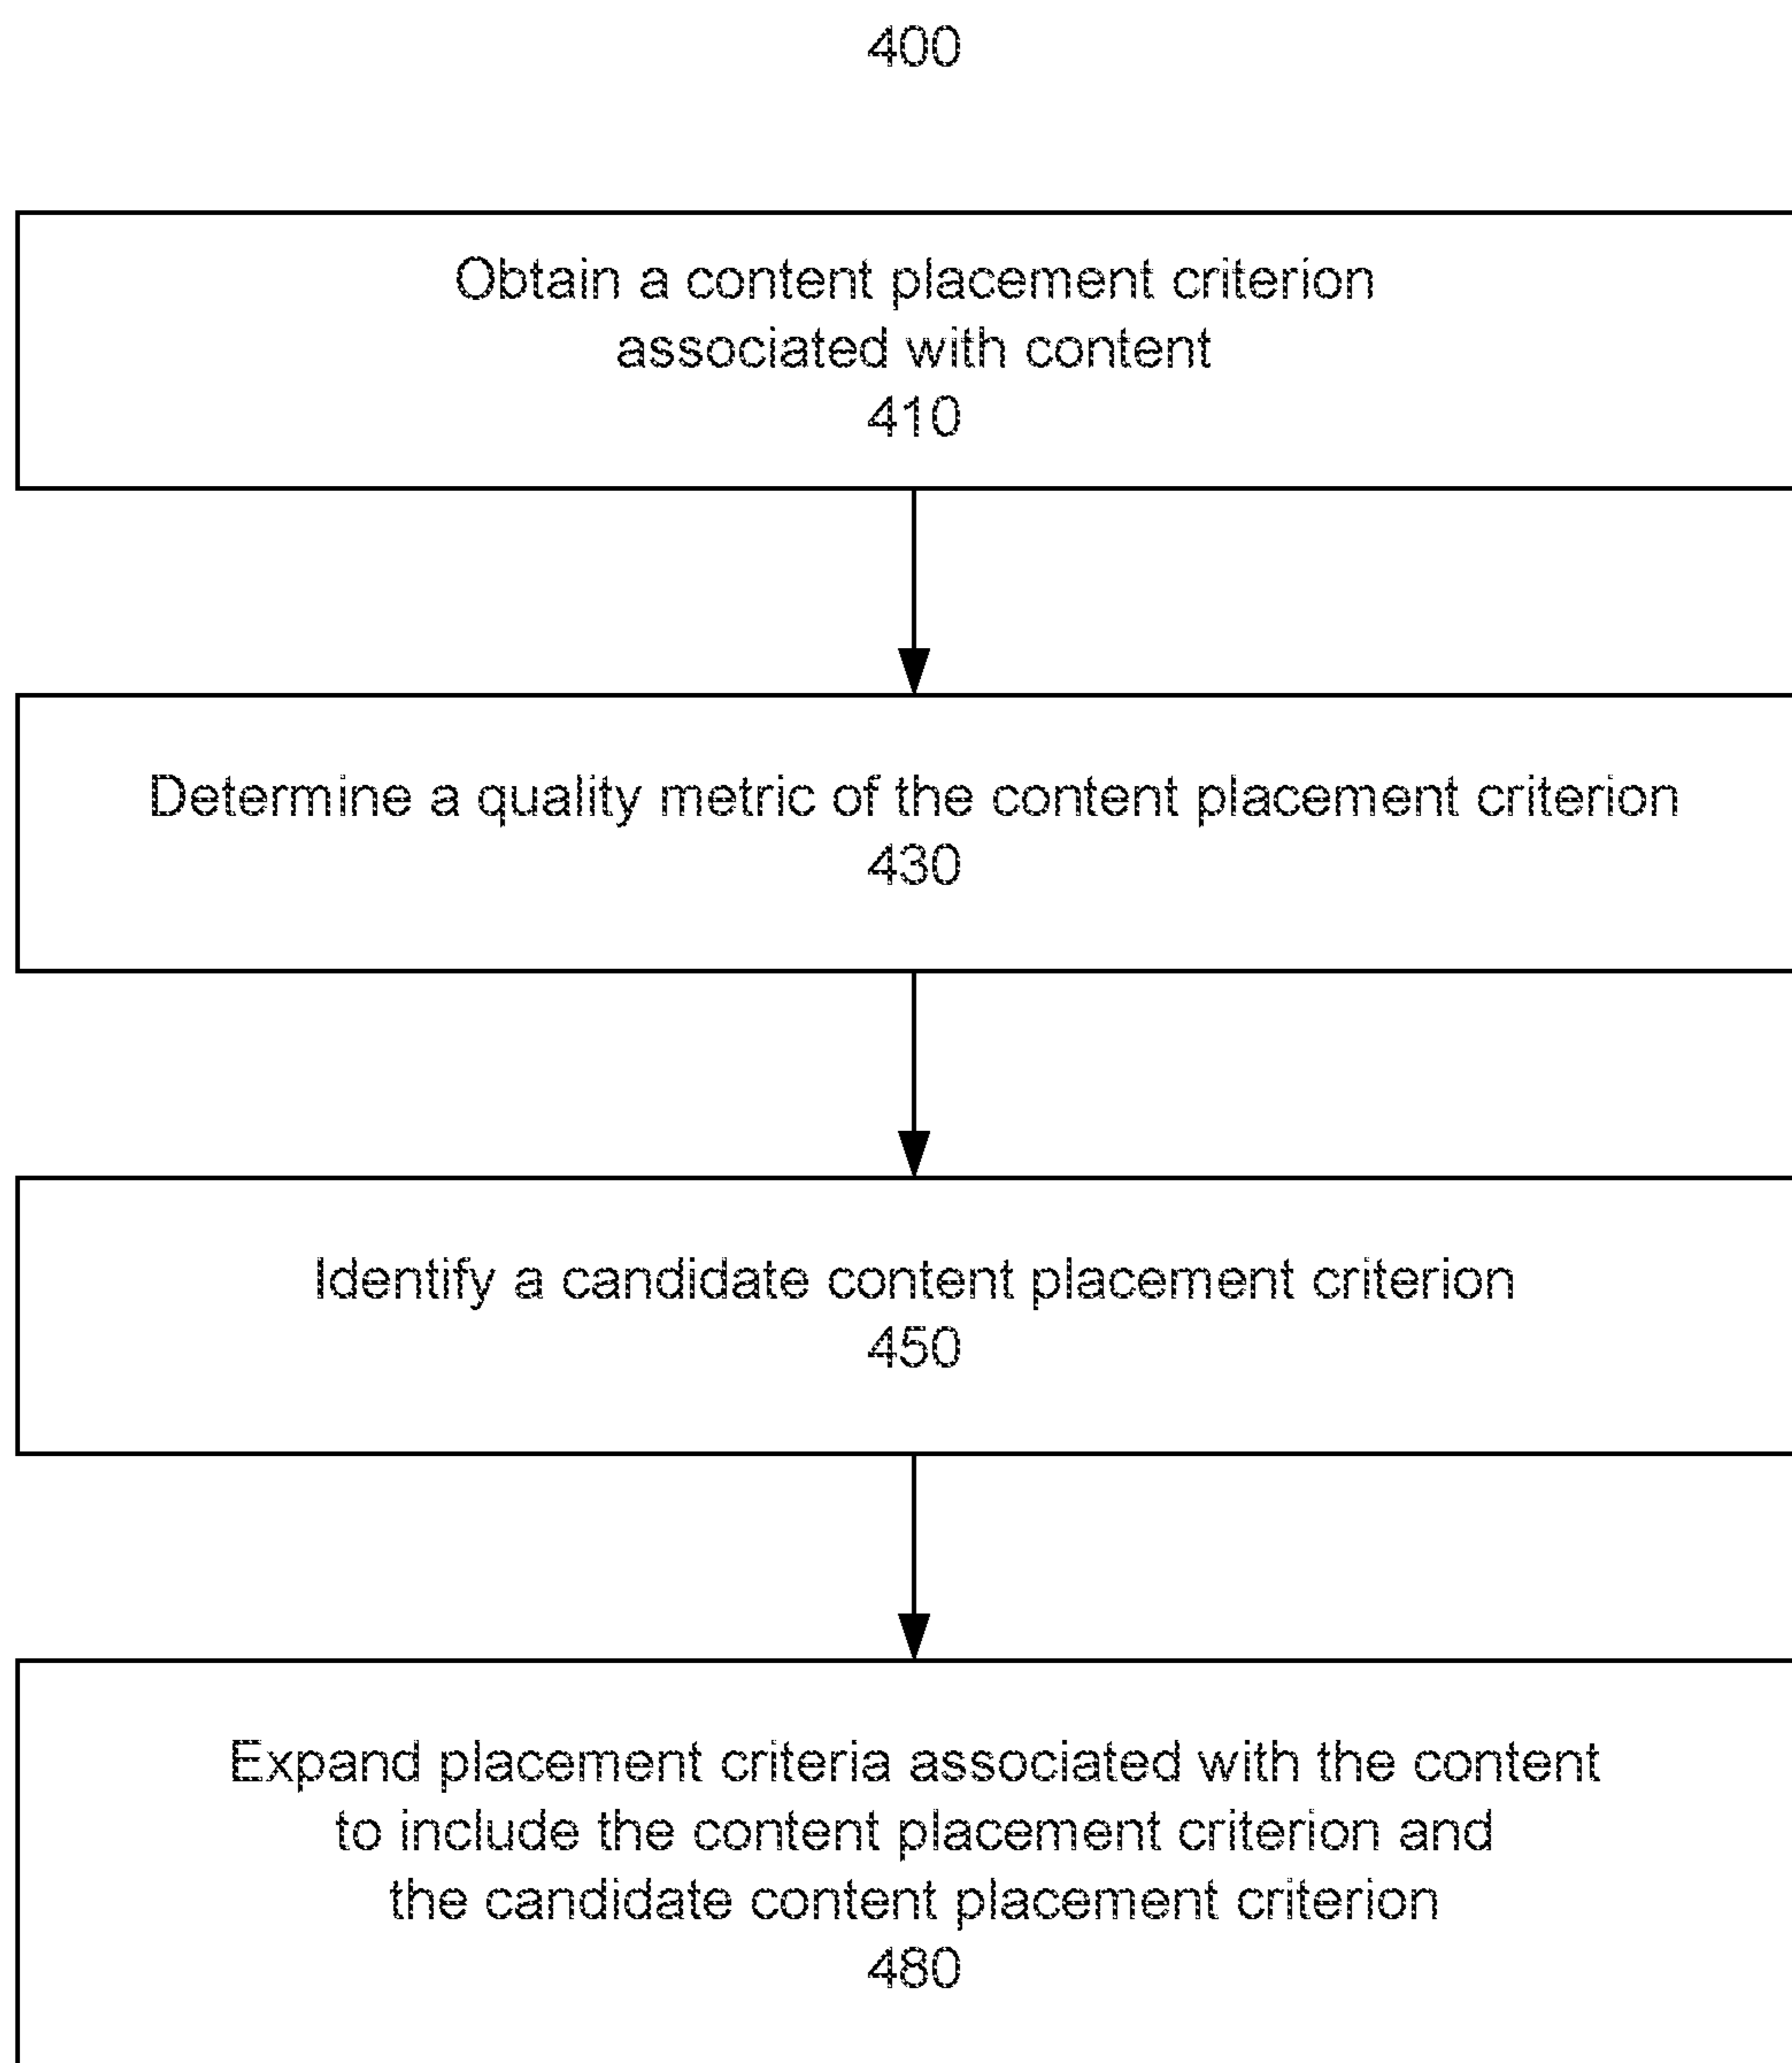 400
Obtain a content placement criterion
associated with content
410
Determine a quality metric of the content placement criterion
430
Identify a candidate content placement criterion
450
Expand placement criteria associated with the content
to include the content placement criterion and
the candidate content placement criterion
480